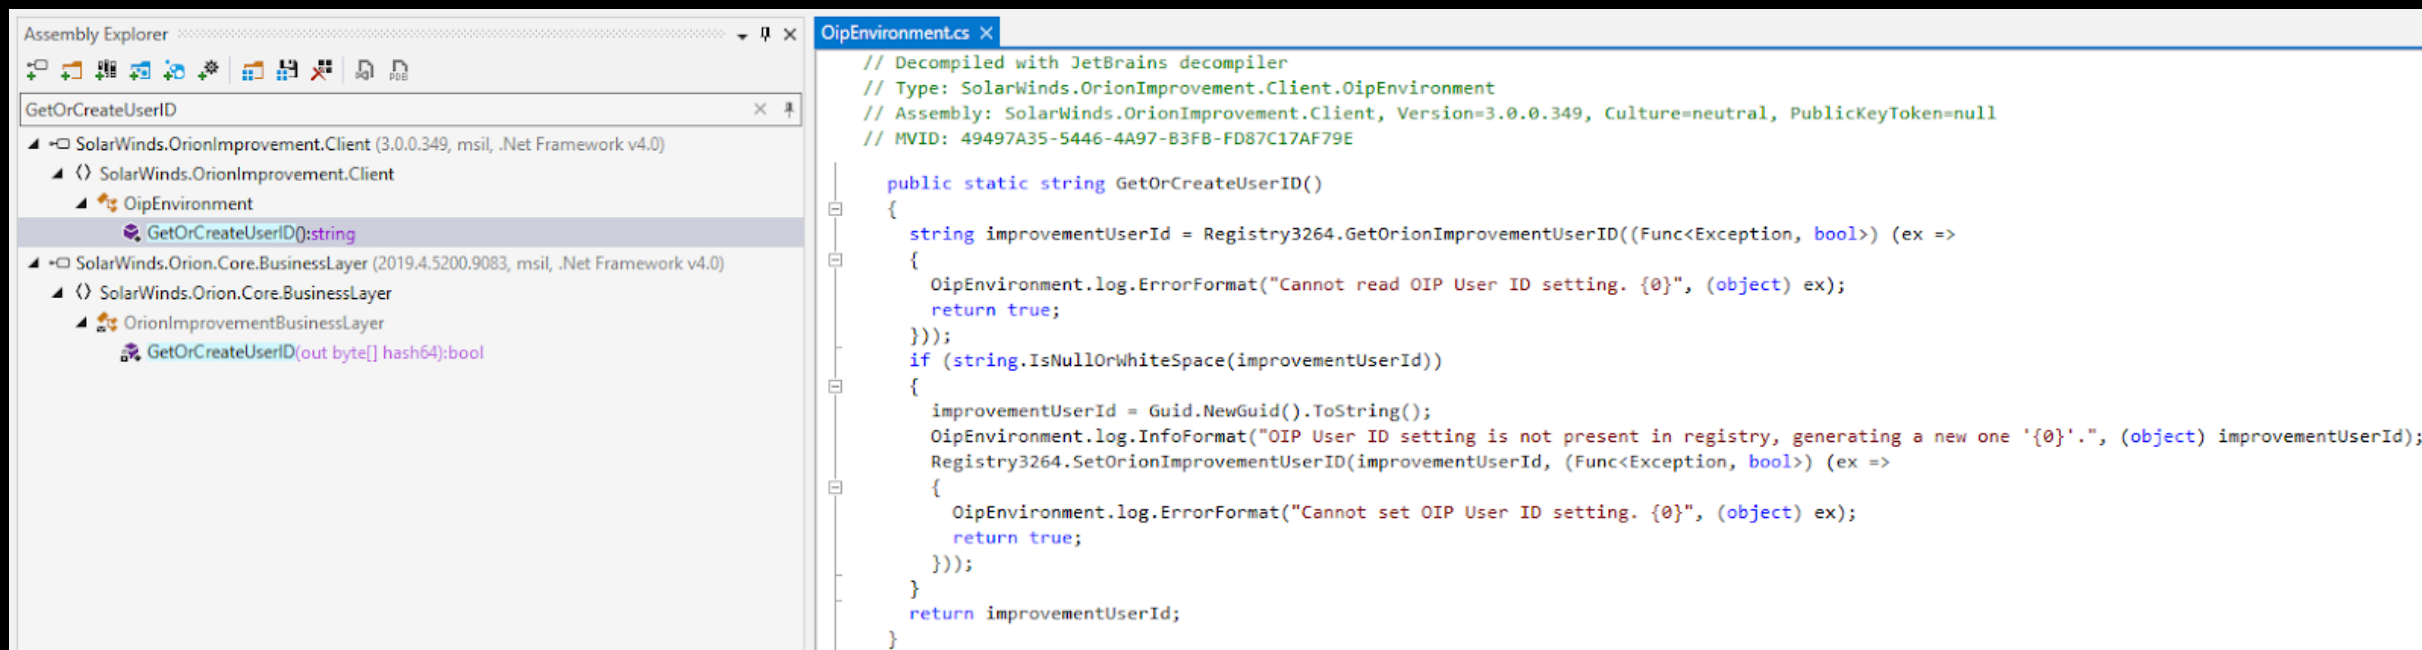 Assembly Explorer
GetOrCreateUserID
SolarWinds.OrionImprovement.Client (3.0.0.349, msil, .Net Framework v4.0)
SolarWinds.OrionImprovement.Client
OipEnvironment
GetOrCreateUserID():string
SolarWinds.Orion.Core.BusinessLayer (2019.4.5200.9083, msil, .Net Framework v4.0)
SolarWinds.Orion.Core.BusinessLayer
OrionImprovementBusinessLayer
GetOrCreateUserID(out byte[] hash64):bool
OipEnvironment.cs
// Decompiled with JetBrains decompiler
// Type: SolarWinds.OrionImprovement.Client.OipEnvironment
// Assembly: SolarWinds.OrionImprovement.Client, Version=3.0.0.349, Culture=neutral, PublicKeyToken=null
// MVID: 49497A35-5446-4A97-B3FB-FD87C17AF79E
public static string GetOrCreateUserID()
{
string improvementUserId = Registry3264.GetOrionImprovementUserID((Func<Exception, bool>) (ex =>
{
OipEnvironment.log.ErrorFormat("Cannot read OIP User ID setting. {0}", (object) ex);
return true;
}));
if (string.IsNullOrWhiteSpace(improvementUserId))
{
improvementUserId = Guid.NewGuid().ToString();
OipEnvironment.log.InfoFormat("OIP User ID setting is not present in registry, generating a new one '{0}'.", (object) improvementUserId);
Registry3264.SetOrionImprovementUserID(improvementUserId, (Func<Exception, bool>) (ex =>
{
OipEnvironment.log.ErrorFormat("Cannot set OIP User ID setting. {0}", (object) ex);
return true;
}));
}
return improvementUserId;
}